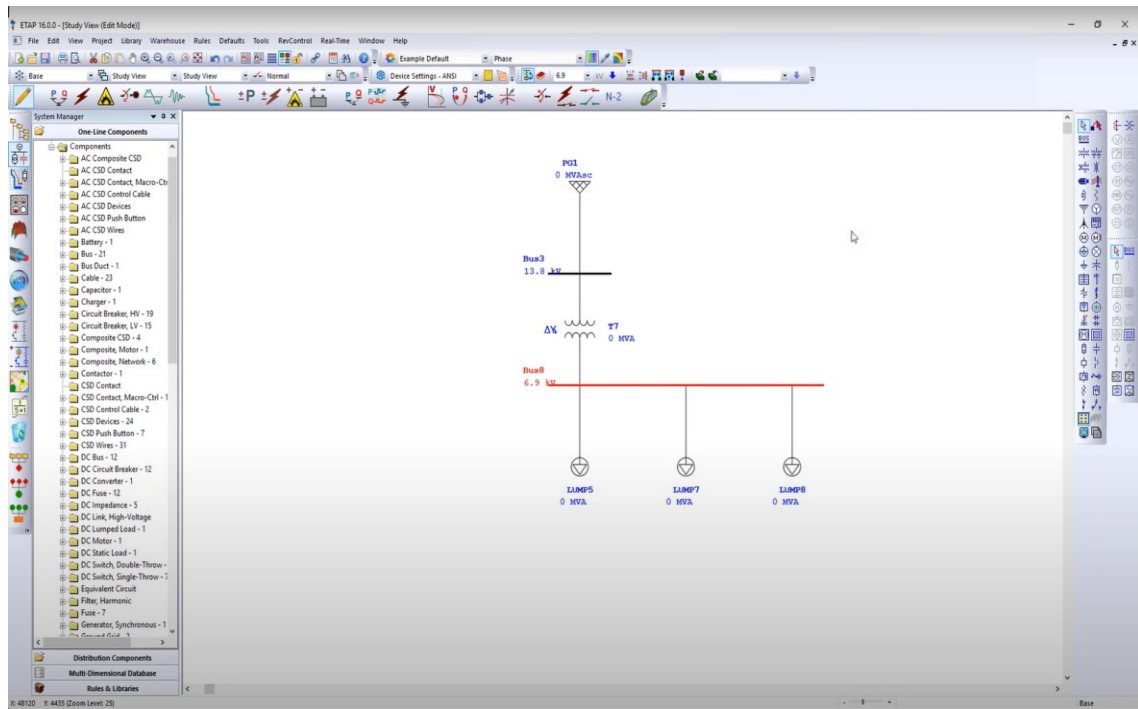 ETAP 16.0.0 - [Study View (Edit Mode)]
File Edit View Project Library Warehouse Rules Defaults Tools RevControl Real-Time Window Help
Example Default Phase
Base Study View Study View Normal Device Settings - ANSI 6.9
N-2
System Manager
One-Line Components
Components
AC Composite CSD
AC CSD Contact
AC CSD Contact, Macro-Ctr
AC CSD Control Cable
AC CSD Devices
AC CSD Push Button
AC CSD Wires
Battery - 1
Bus - 21
Bus Duct - 1
Cable - 23
Capacitor - 1
Charger - 1
Circuit Breaker, HV - 19
Circuit Breaker, LV - 15
Composite CSD - 4
Composite, Motor - 1
Composite, Network - 6
Contactor - 1
CSD Contact
CSD Contact, Macro-Ctrl - 1
CSD Control Cable - 2
CSD Devices - 24
CSD Push Button - 7
CSD Wires - 31
DC Bus - 12
DC Circuit Breaker - 12
DC Converter - 1
DC Fuse - 12
DC Impedance - 5
DC Link, High-Voltage
DC Lumped Load - 1
DC Motor - 1
DC Static Load - 1
DC Switch, Double-Throw -
DC Switch, Single-Throw -
Equivalent Circuit
Filter, Harmonic
Fuse - 7
Generator, Synchronous - 1
Ground Grid - 2
Distribution Components
Multi-Dimensional Database
Rules & Libraries
PG1
0 MVAsc
Bus3
13.8 kV
T7
0 MVA
Bus8
6.9 kV
LUMP5 LUMP7 LUMP8
0 MVA 0 MVA 0 MVA
X: 48120 Y: 4435 (Zoom Level: 25) Base